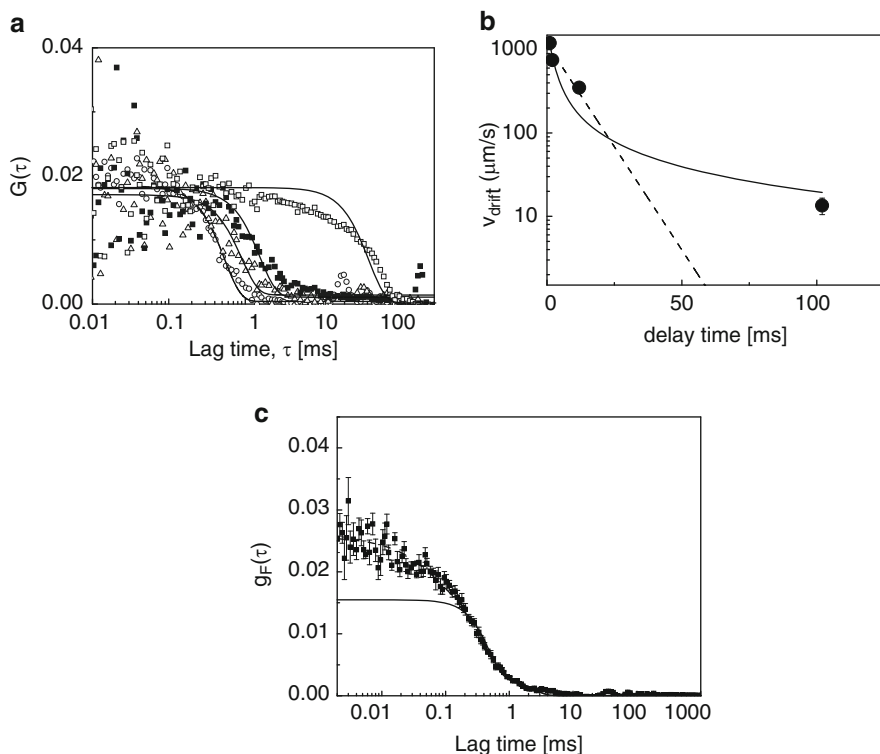 a
0.04
0.02
0.00
G(τ)
0.01
0.1
1
10
100
Lag time, τ [ms]
b
1000
100
10
v_drift (μm/s)
0
50
100
delay time [ms]
c
0.04
0.03
0.02
0.01
0.00
g_F(τ)
0.01
0.1
1
10
100
1000
Lag time [ms]